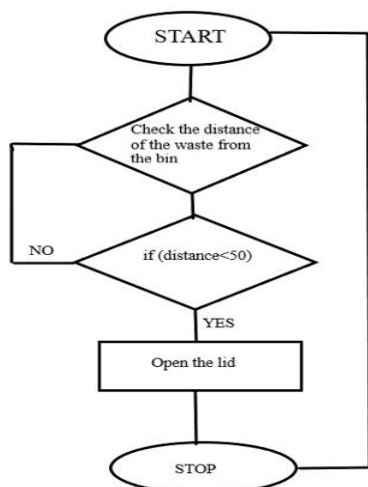 START
Check the distance
of the waste from
the bin
if (distance<50)
NO
YES
Open the lid
STOP